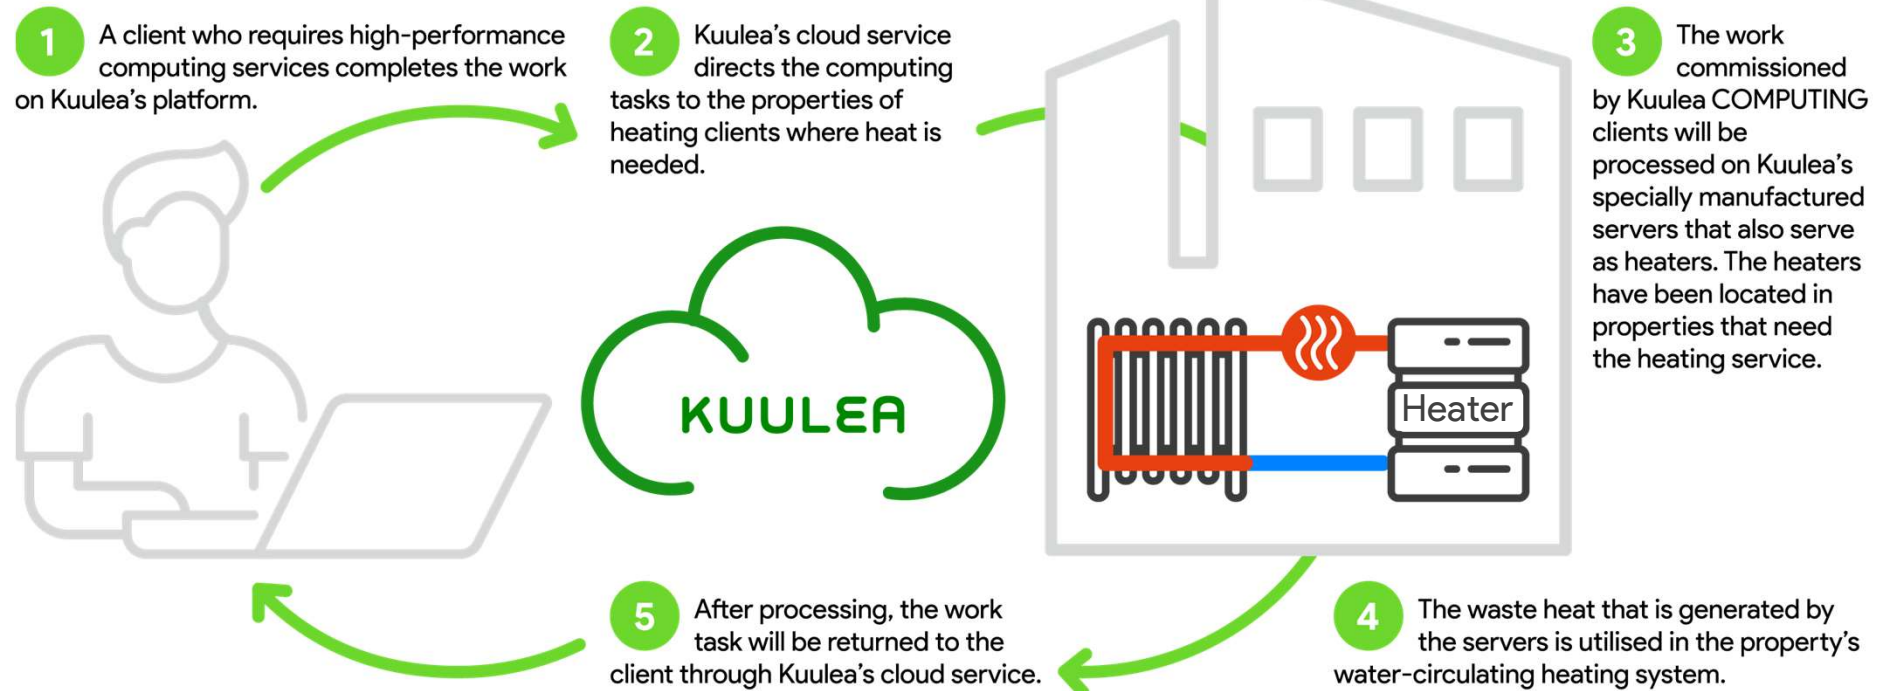 1
A client who requires high-performance
computing services completes the work
on Kuulea's platform.
2
Kuulea's cloud service
directs the computing
tasks to the properties of
heating clients where heat is
needed.
3
The work
commissioned
by Kuulea COMPUTING
clients will be
processed on Kuulea's
specially manufactured
servers that also serve
as heaters. The heaters
have been located in
properties that need
the heating service.
KUULEA
Heater
4
The waste heat that is generated by
the servers is utilised in the property's
water-circulating heating system.
5
After processing, the work
task will be returned to the
client through Kuulea's cloud service.